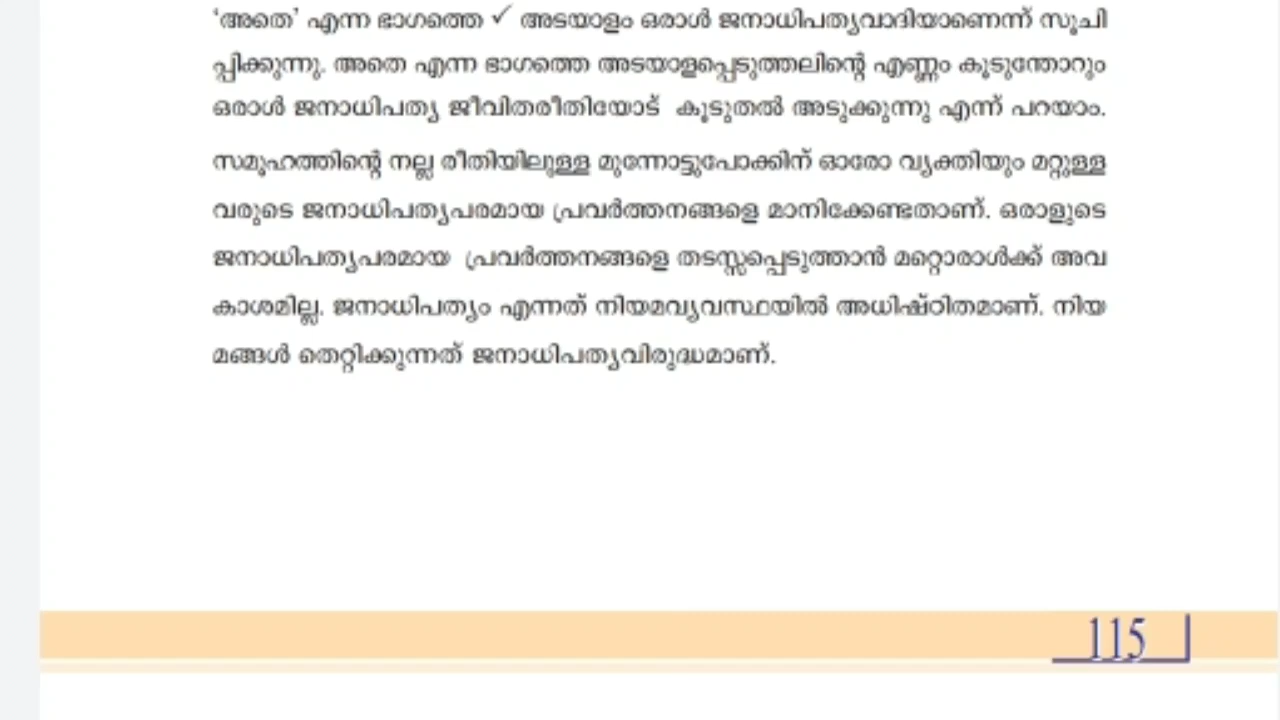 ‘അതെ’ എന്ന ഭാഗത്തെ ✓ അടയാളം ഒരാൾ ജനാധിപത്യവാദിയാണെന്ന് സൂചി
പ്പിക്കുന്നു. അതെ എന്ന ഭാഗത്തെ അടയാളപ്പെടുത്തലിന്റെ എണ്ണം കൂടുന്തോറും
ഒരാൾ ജനാധിപത്യ ജീവിതരീതിയോട് കൂടുതൽ അടുക്കുന്നു എന്ന് പറയാം.
സമൂഹത്തിന്റെ നല്ല രീതിയിലുള്ള മുന്നോട്ടുപോക്കിന് ഓരോ വ്യക്തിയും മറ്റുള്ള
വരുടെ ജനാധിപത്യപരമായ പ്രവർത്തനങ്ങളെ മാനിക്കേണ്ടതാണ്. ഒരാളുടെ
ജനാധിപത്യപരമായ പ്രവർത്തനങ്ങളെ തടസ്സപ്പെടുത്താൻ മറ്റൊരാൾക്ക് അവ
കാശമില്ല. ജനാധിപത്യം എന്നത് നിയമവ്യവസ്ഥയിൽ അധിഷ്ഠിതമാണ്. നിയ
മങ്ങൾ തെറ്റിക്കുന്നത് ജനാധിപത്യവിരുദ്ധമാണ്.
115